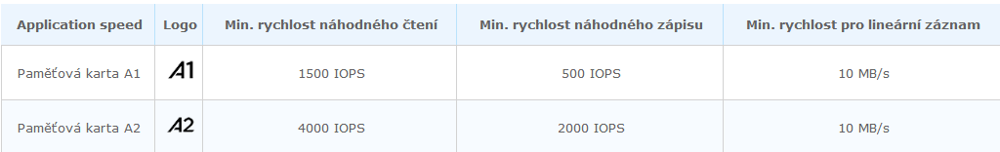 Application speed Logo Min. rychlost náhodného čtení Min. rychlost náhodného zápisu Min. rychlost pro lineární záznam
Paměťová karta A1 A1 1500 IOPS 500 IOPS 10 MB/s
Paměťová karta A2 A2 4000 IOPS 2000 IOPS 10 MB/s